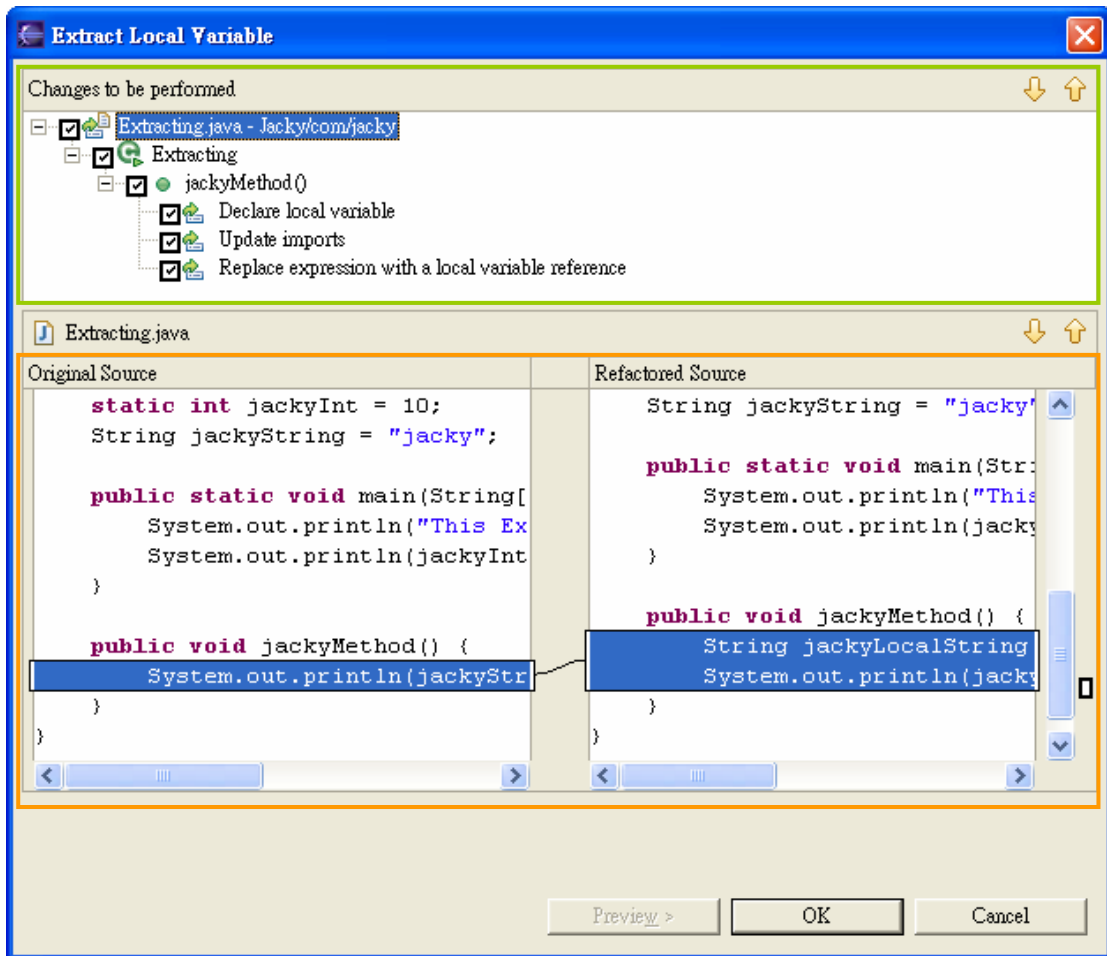 Extract Local Variable
Changes to be performed
Extracting.java - Jacky/com/jacky
Extracting
jackyMethod()
Declare local variable
Update imports
Replace expression with a local variable reference
Extracting.java
Original Source
static int jackyInt = 10;
String jackyString = "jacky";
public static void main(String[
System.out.println("This Ex
System.out.println(jackyInt
}
public void jackyMethod() {
System.out.println(jackyStr
}
}
Refactored Source
String jackyString = "jacky"
public static void main(Str
System.out.println("This
System.out.println(jacky
}
public void jackyMethod() {
String jackyLocalString
System.out.println(jacky
}
}
Preview >
OK
Cancel